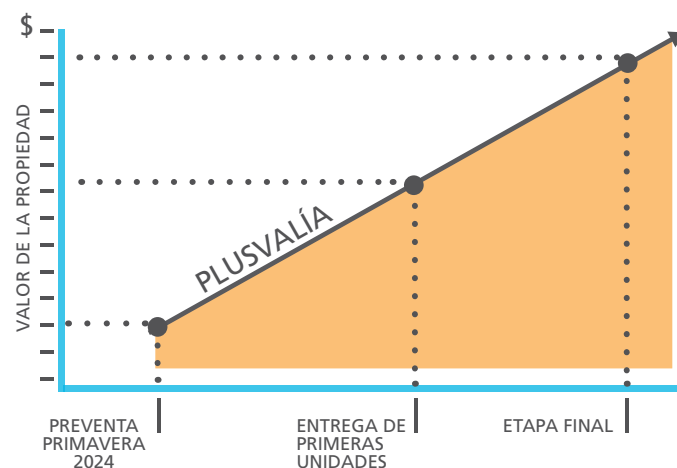 $
VALOR DE LA PROPIEDAD
PLUSVALÍA
PREVENTA
PRIMAVERA
2024
ENTREGA DE
PRIMERAS
UNIDADES
ETAPA FINAL